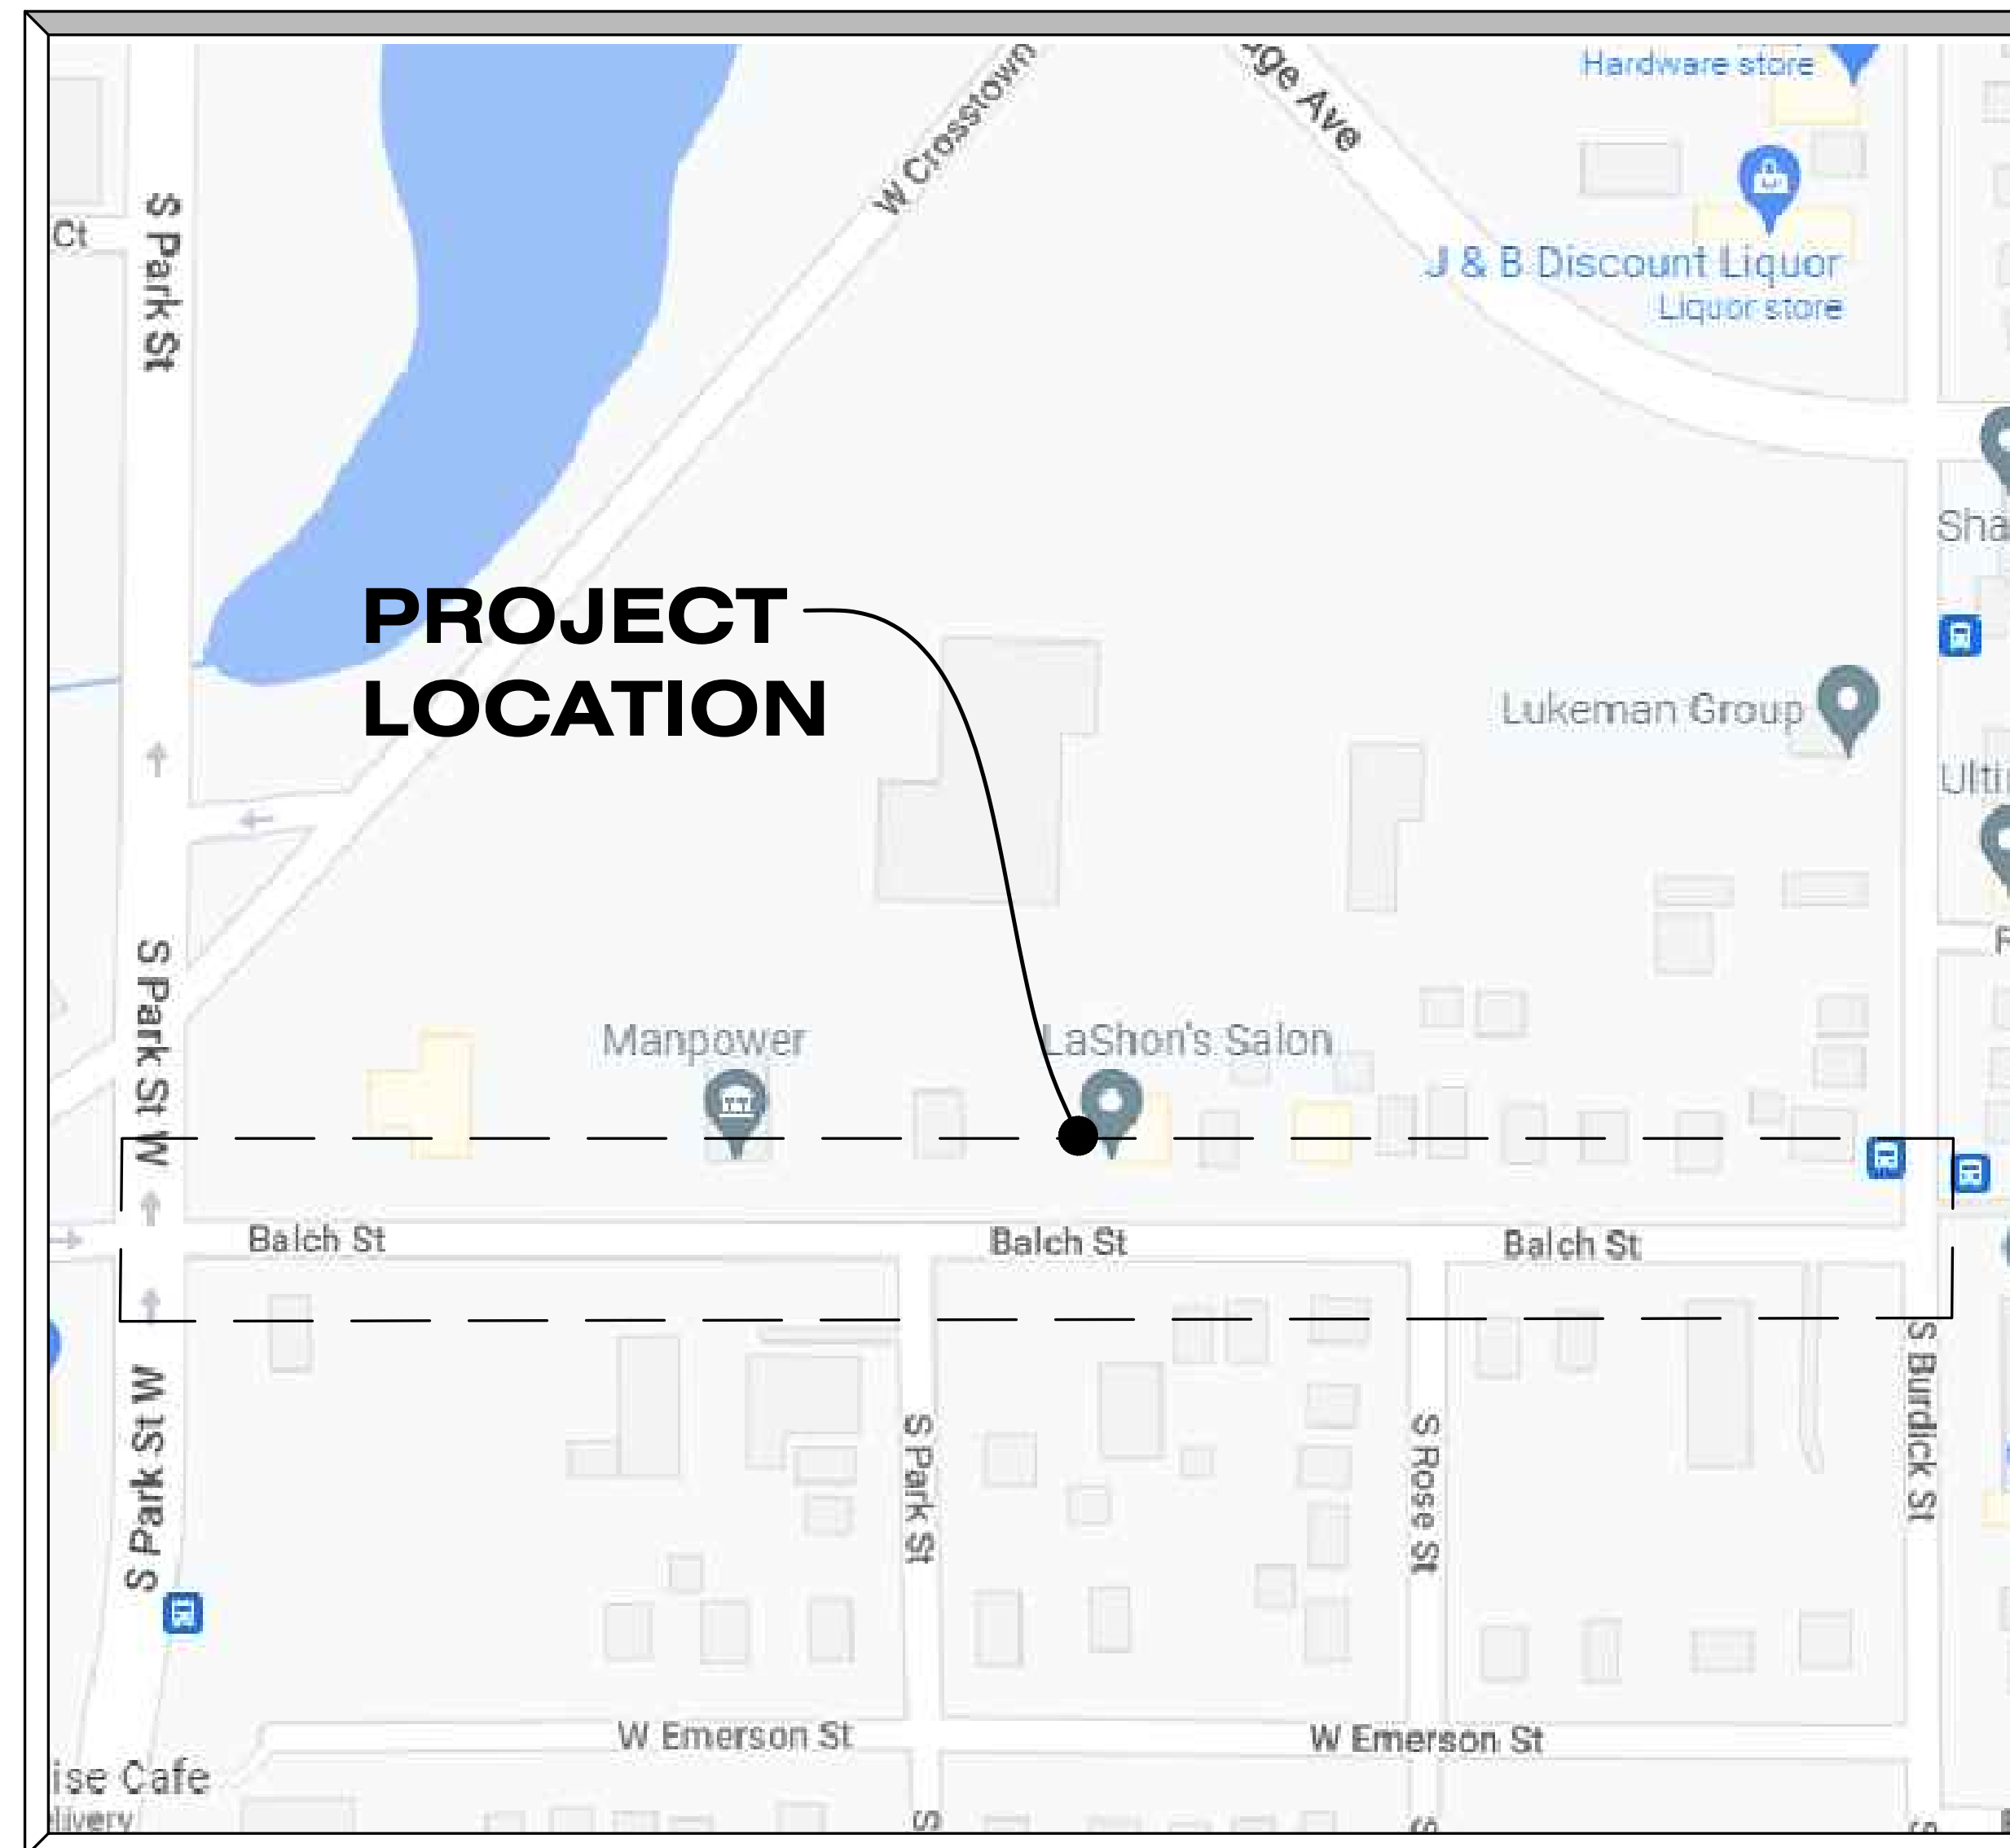 Hardware store
W Crosstown
Ave
S Park St
Ct
J & B Discount Liquor
Liquor store
PROJECT
LOCATION
Lukeman Group
S Park St W
Manpower
LaShon's Salon
Balch St
Balch St
Balch St
S Park St W
S Park St
S Rose St
S Burdick St
W Emerson St
W Emerson St
Cafe